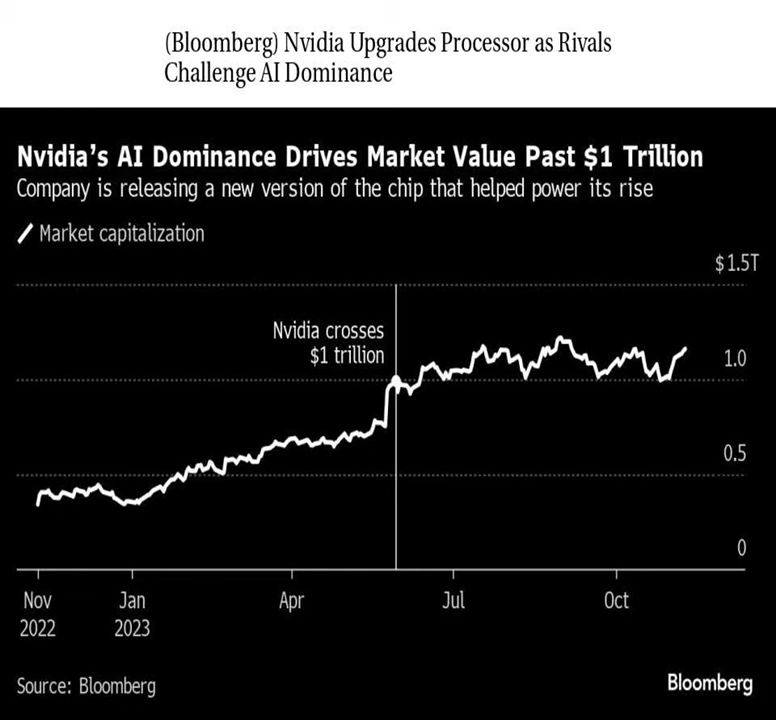 (Bloomberg) Nvidia Upgrades Processor as Rivals
Challenge AI Dominance
Nvidia's AI Dominance Drives Market Value Past $1 Trillion
Company is releasing a new version of the chip that helped power its rise
Market capitalization
$1.5T
Nvidia crosses
$1 trillion
1.0
0.5
0
Nov Jan Apr Jul Oct
2022 2023
Source: Bloomberg
Bloomberg